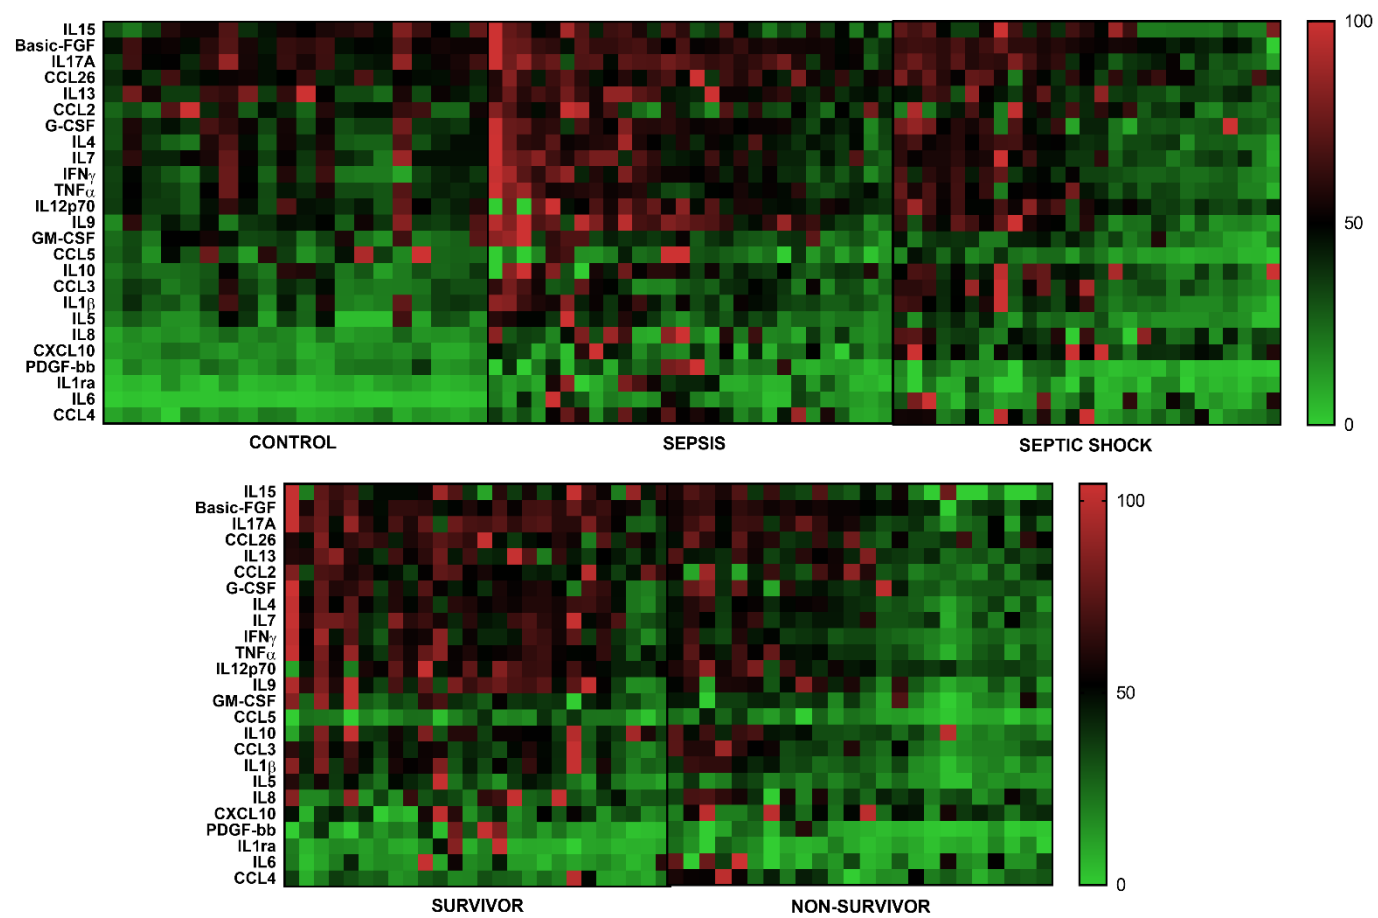 IL15
Basic-FGF
IL17A
CCL26
IL13
CCL2
G-CSF
IL4
IL7
IFNγ
TNFα
IL12p70
IL9
GM-CSF
CCL5
IL10
CCL3
IL1β
IL5
IL8
CXCL10
PDGF-bb
IL1ra
IL6
CCL4
100
50
0
CONTROL SEPSIS SEPTIC SHOCK
IL15
Basic-FGF
IL17A
CCL26
IL13
CCL2
G-CSF
IL4
IL7
IFNγ
TNFα
IL12p70
IL9
GM-CSF
CCL5
IL10
CCL3
IL1β
IL5
IL8
CXCL10
PDGF-bb
IL1ra
IL6
CCL4
100
50
0
SURVIVOR NON-SURVIVOR